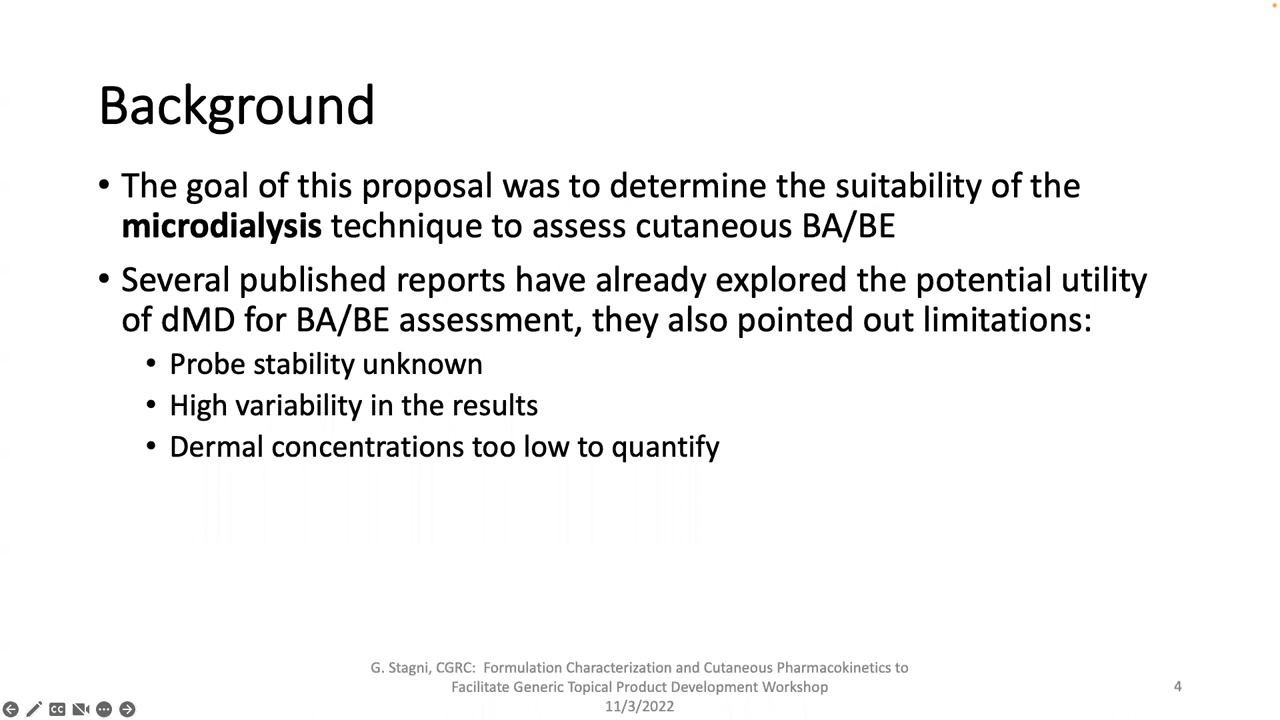 Background
• The goal of this proposal was to determine the suitability of the
microdialysis technique to assess cutaneous BA/BE
• Several published reports have already explored the potential utility
of dMD for BA/BE assessment, they also pointed out limitations:
• Probe stability unknown
• High variability in the results
• Dermal concentrations too low to quantify
G. Stagni, CGRC: Formulation Characterization and Cutaneous Pharmacokinetics to
Facilitate Generic Topical Product Development Workshop
11/3/2022
4
CC